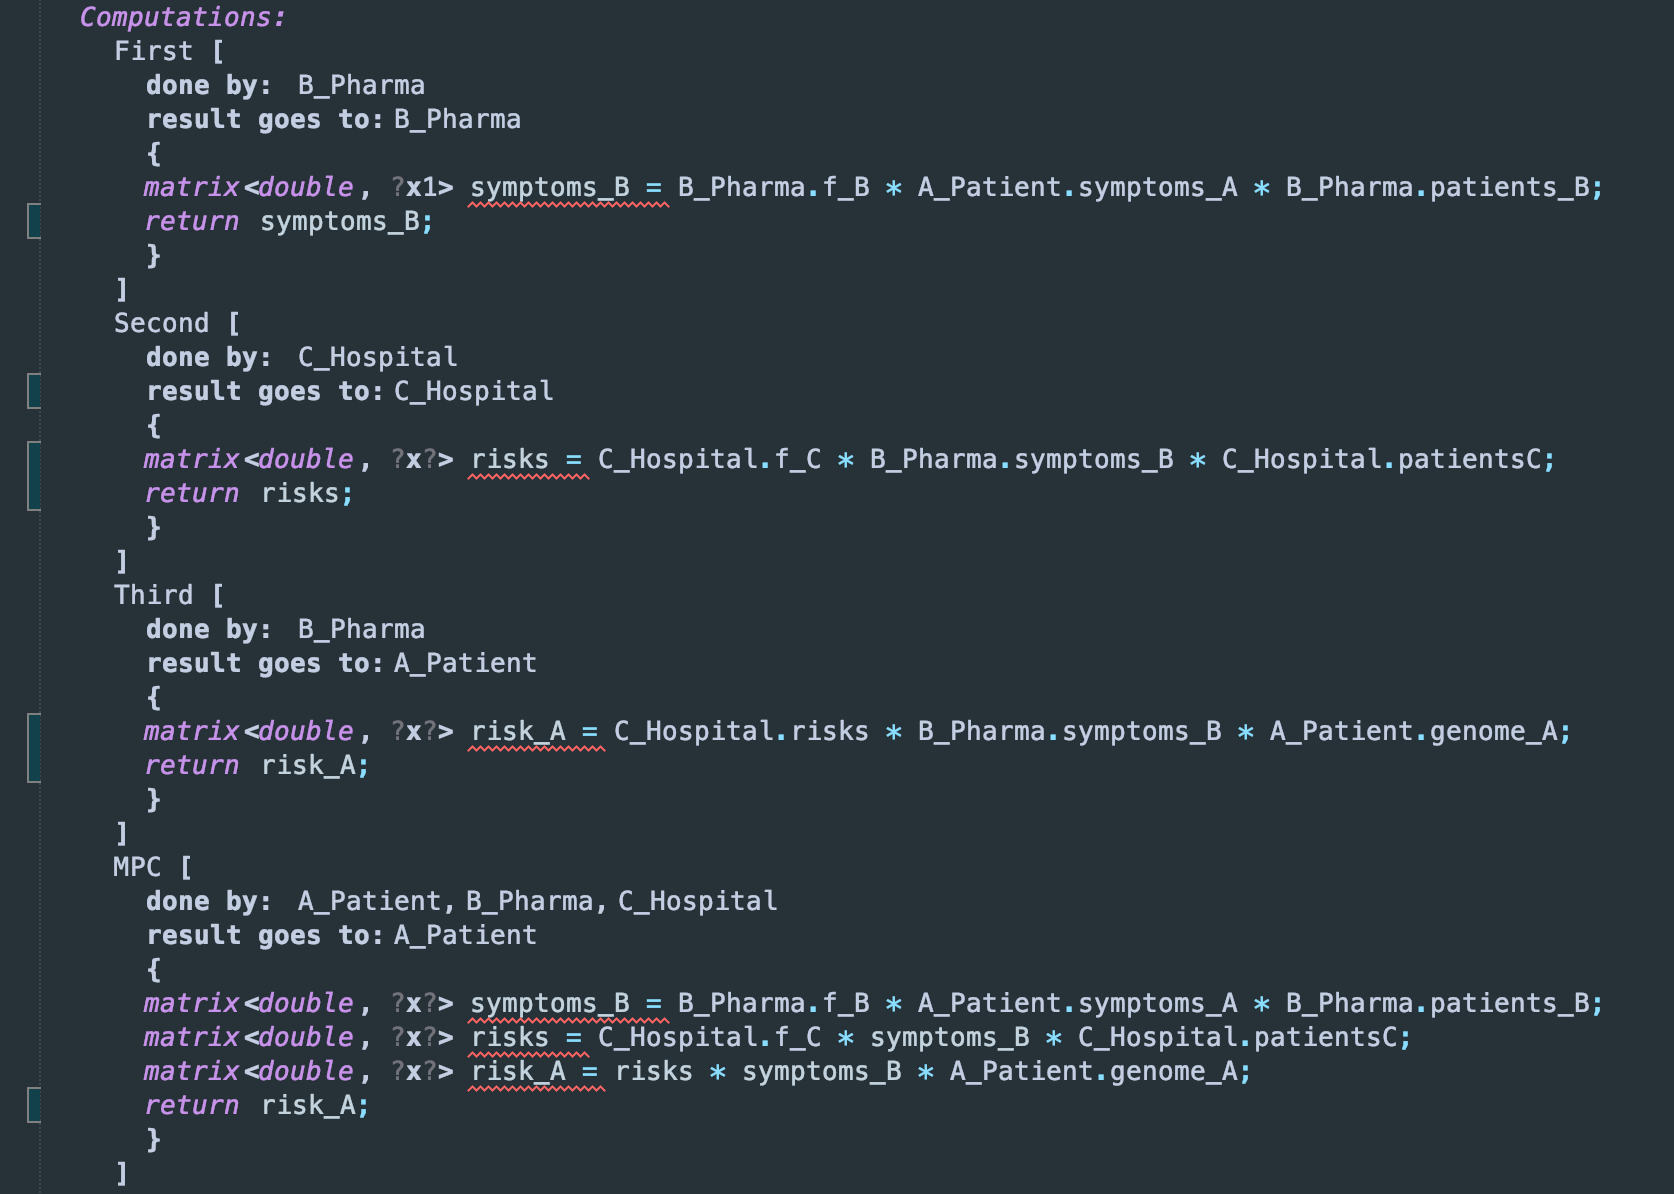 Computations:
First [
done by: B_Pharma
result goes to: B_Pharma
{
matrix<double, ?x1> symptoms_B = B_Pharma.f_B * A_Patient.symptoms_A * B_Pharma.patients_B;
return symptoms_B;
}
]
Second [
done by: C_Hospital
result goes to: C_Hospital
{
matrix<double, ?x?> risks = C_Hospital.f_C * B_Pharma.symptoms_B * C_Hospital.patientsC;
return risks;
}
]
Third [
done by: B_Pharma
result goes to: A_Patient
{
matrix<double, ?x?> risk_A = C_Hospital.risks * B_Pharma.symptoms_B * A_Patient.genome_A;
return risk_A;
}
]
MPC [
done by: A_Patient, B_Pharma, C_Hospital
result goes to: A_Patient
{
matrix<double, ?x?> symptoms_B = B_Pharma.f_B * A_Patient.symptoms_A * B_Pharma.patients_B;
matrix<double, ?x?> risks = C_Hospital.f_C * symptoms_B * C_Hospital.patientsC;
matrix<double, ?x?> risk_A = risks * symptoms_B * A_Patient.genome_A;
return risk_A;
}
]